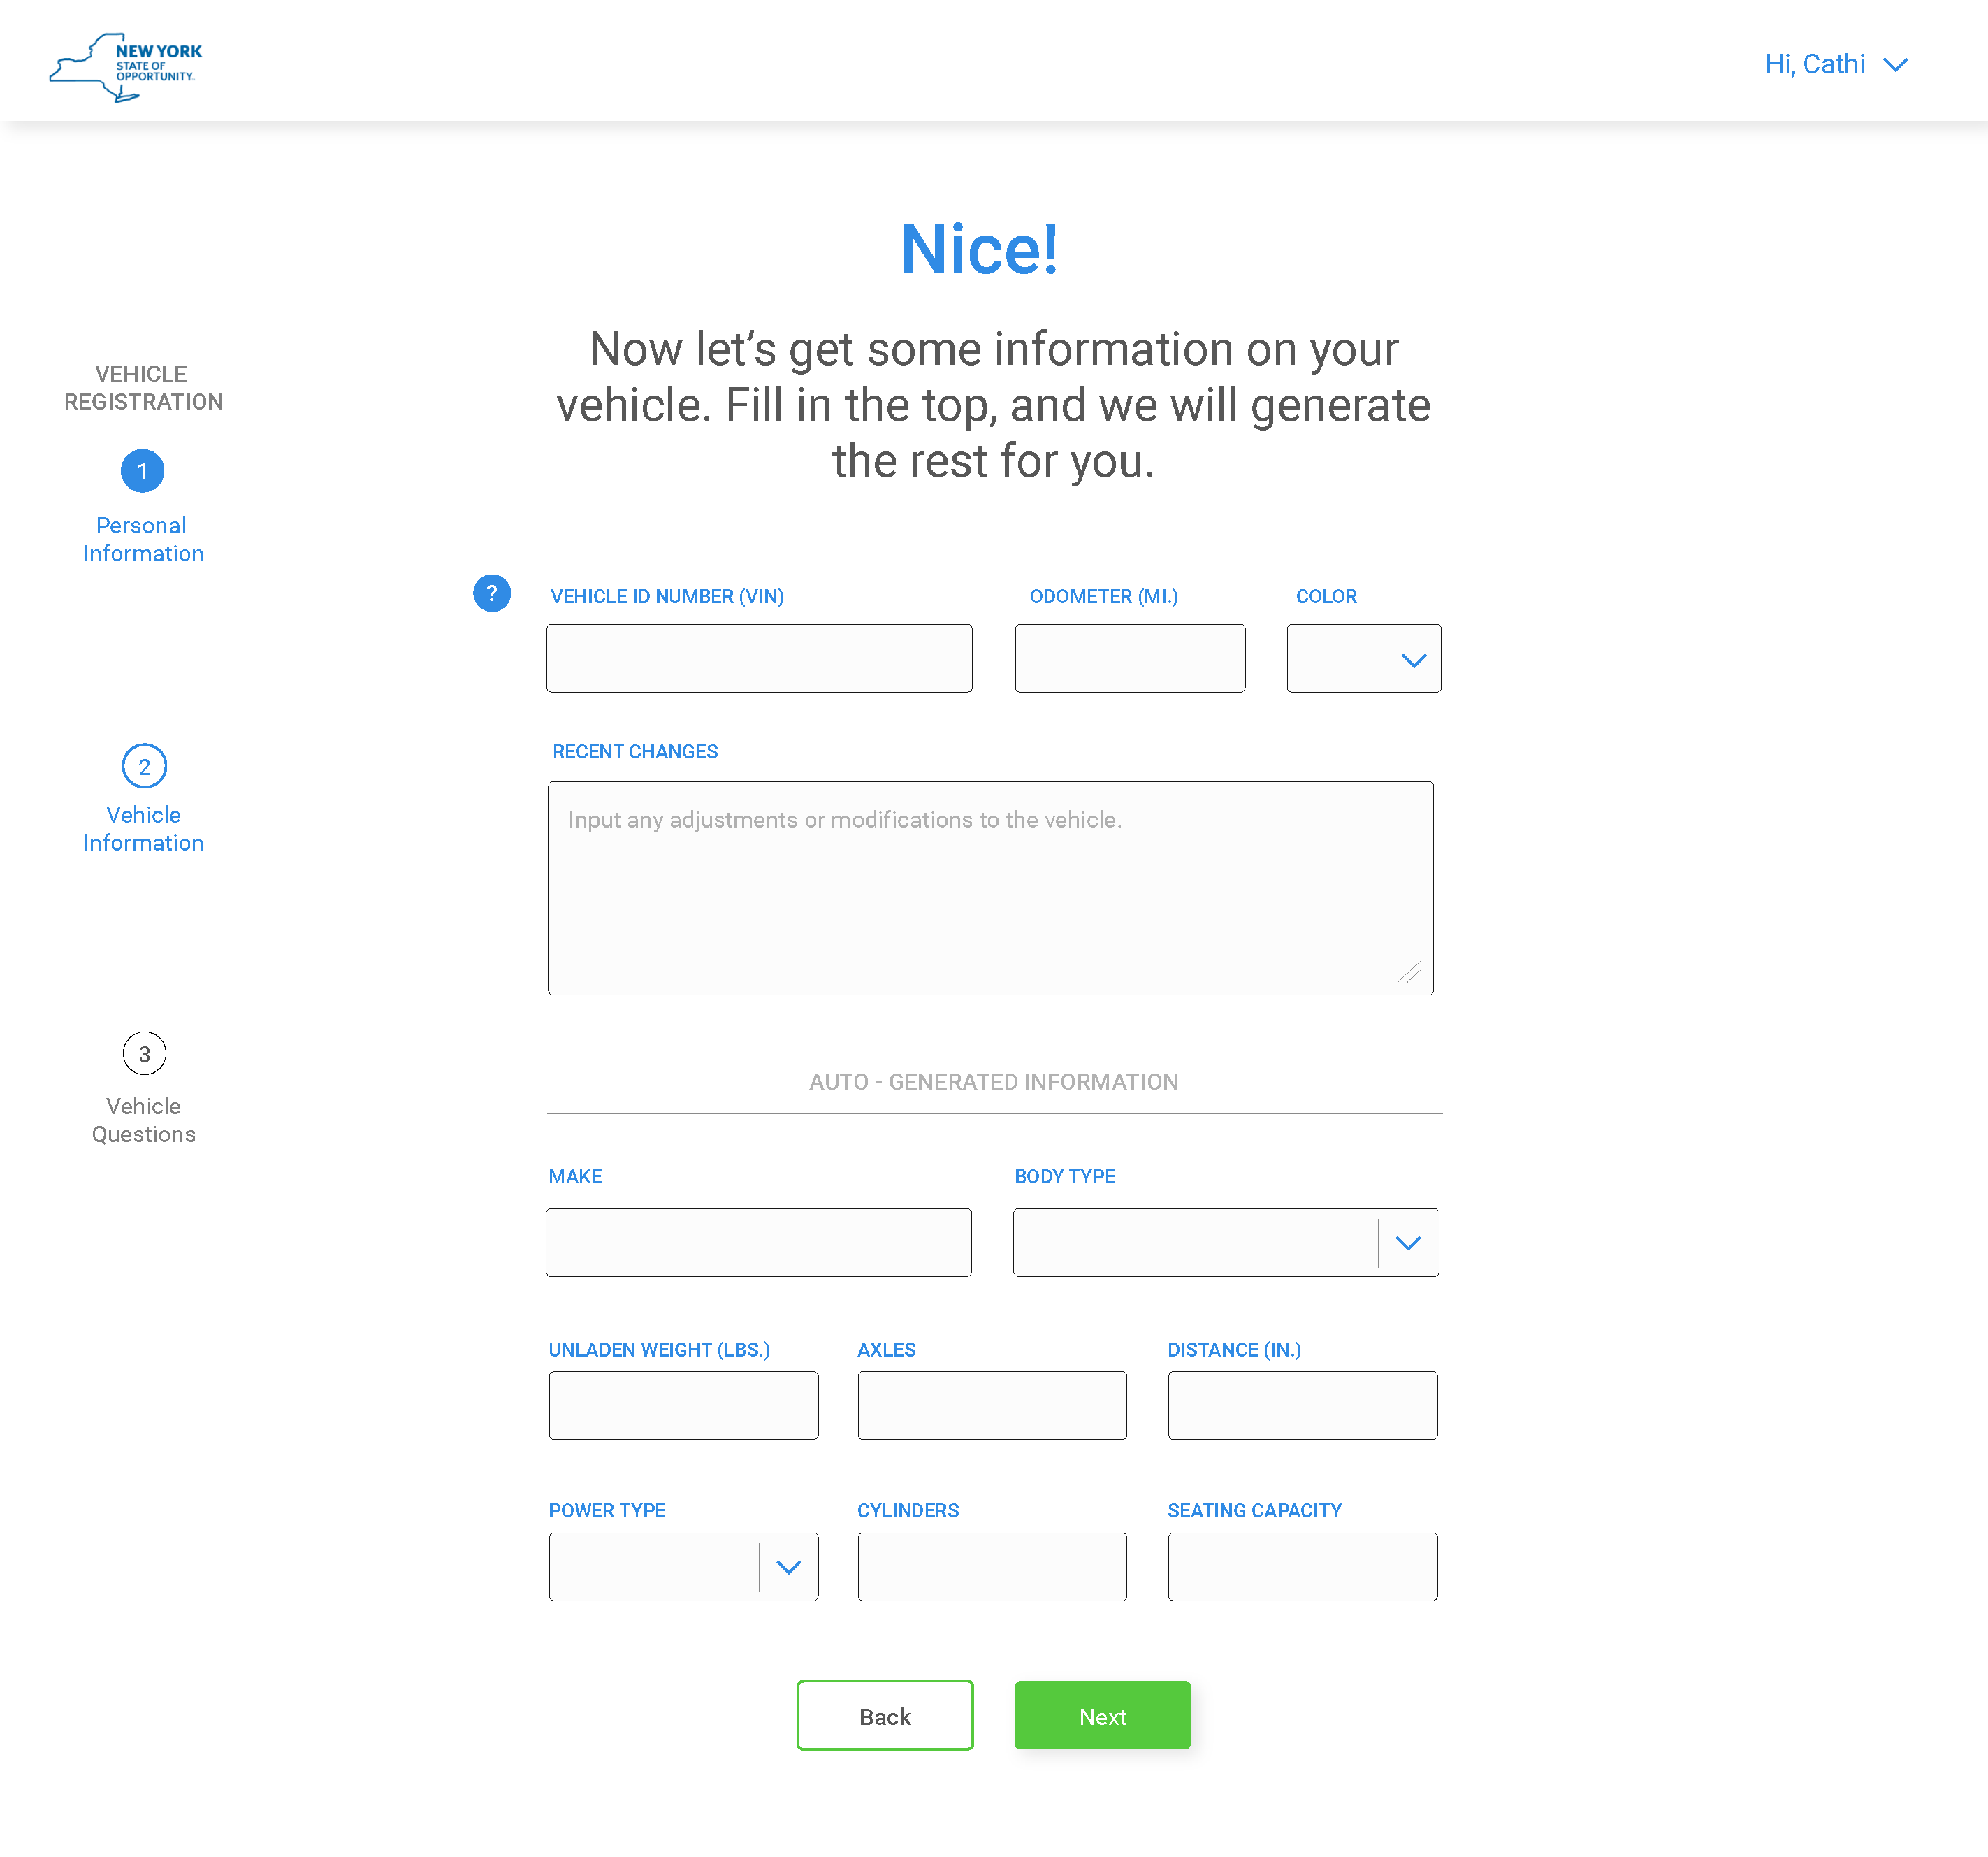 NEW YORK
STATE OF
OPPORTUNITY.
Hi, Cathi
Nice!
Now let’s get some information on your
vehicle. Fill in the top, and we will generate
the rest for you.
VEHICLE
REGISTRATION
1
Personal
Information
2
Vehicle
Information
3
Vehicle
Questions
?
VEHICLE ID NUMBER (VIN)
ODOMETER (MI.)
COLOR
RECENT CHANGES
Input any adjustments or modifications to the vehicle.
AUTO - GENERATED INFORMATION
MAKE
BODY TYPE
UNLADEN WEIGHT (LBS.)
AXLES
DISTANCE (IN.)
POWER TYPE
CYLINDERS
SEATING CAPACITY
Back
Next